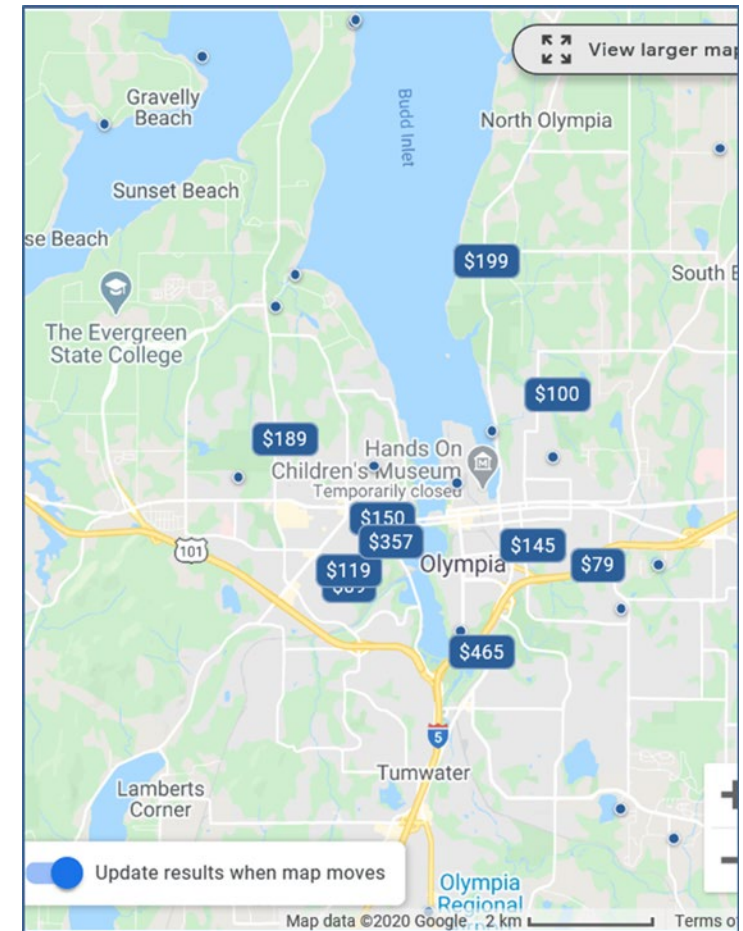 View larger map
Gravelly
Beach
Budd Inlet
North Olympia
Sunset Beach
se Beach
$199
South E
The Evergreen
State College
$100
$189
Hands On
Children's Museum
Temporarily closed
$150
$357
$145
101
Olympia
$119
$79
$89
$465
5
Tumwater
Lamberts
Corner
Update results when map moves
Olympia
Regional
Map data ©2020 Google
2 km
Terms o